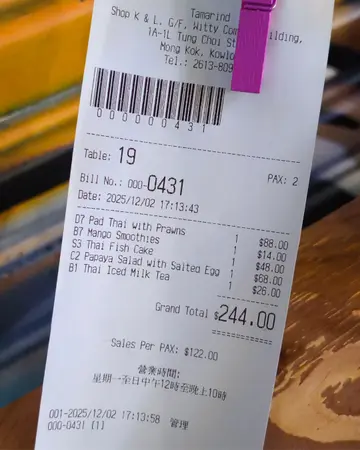 Tamarind
Shop K & L. G/F, Witty Com ilding,
1A-1L Tung Choi St
Mong Kok. Kowlo
Tel.: 2613-809
000000431
Table: 19
PAX: 2
Bill No.: 000-0431
Date: 2025/12/02 17:13:43
D7 Pad Thai with Prawns 1 $88.00
B7 Mango Smoothies 1 $14.00
S3 Thai Fish Cake 1 $48.00
C2 Papaya Salad with Salted Egg 1 $68.00
B1 Thai Iced Milk Tea 1 $26.00
Grand Total $244.00
Sales Per PAX: $122.00
營業時間:
星期一至日中午12時至晚上10時
001-2025/12/02 17:13:58 管理
000-0431 [1]